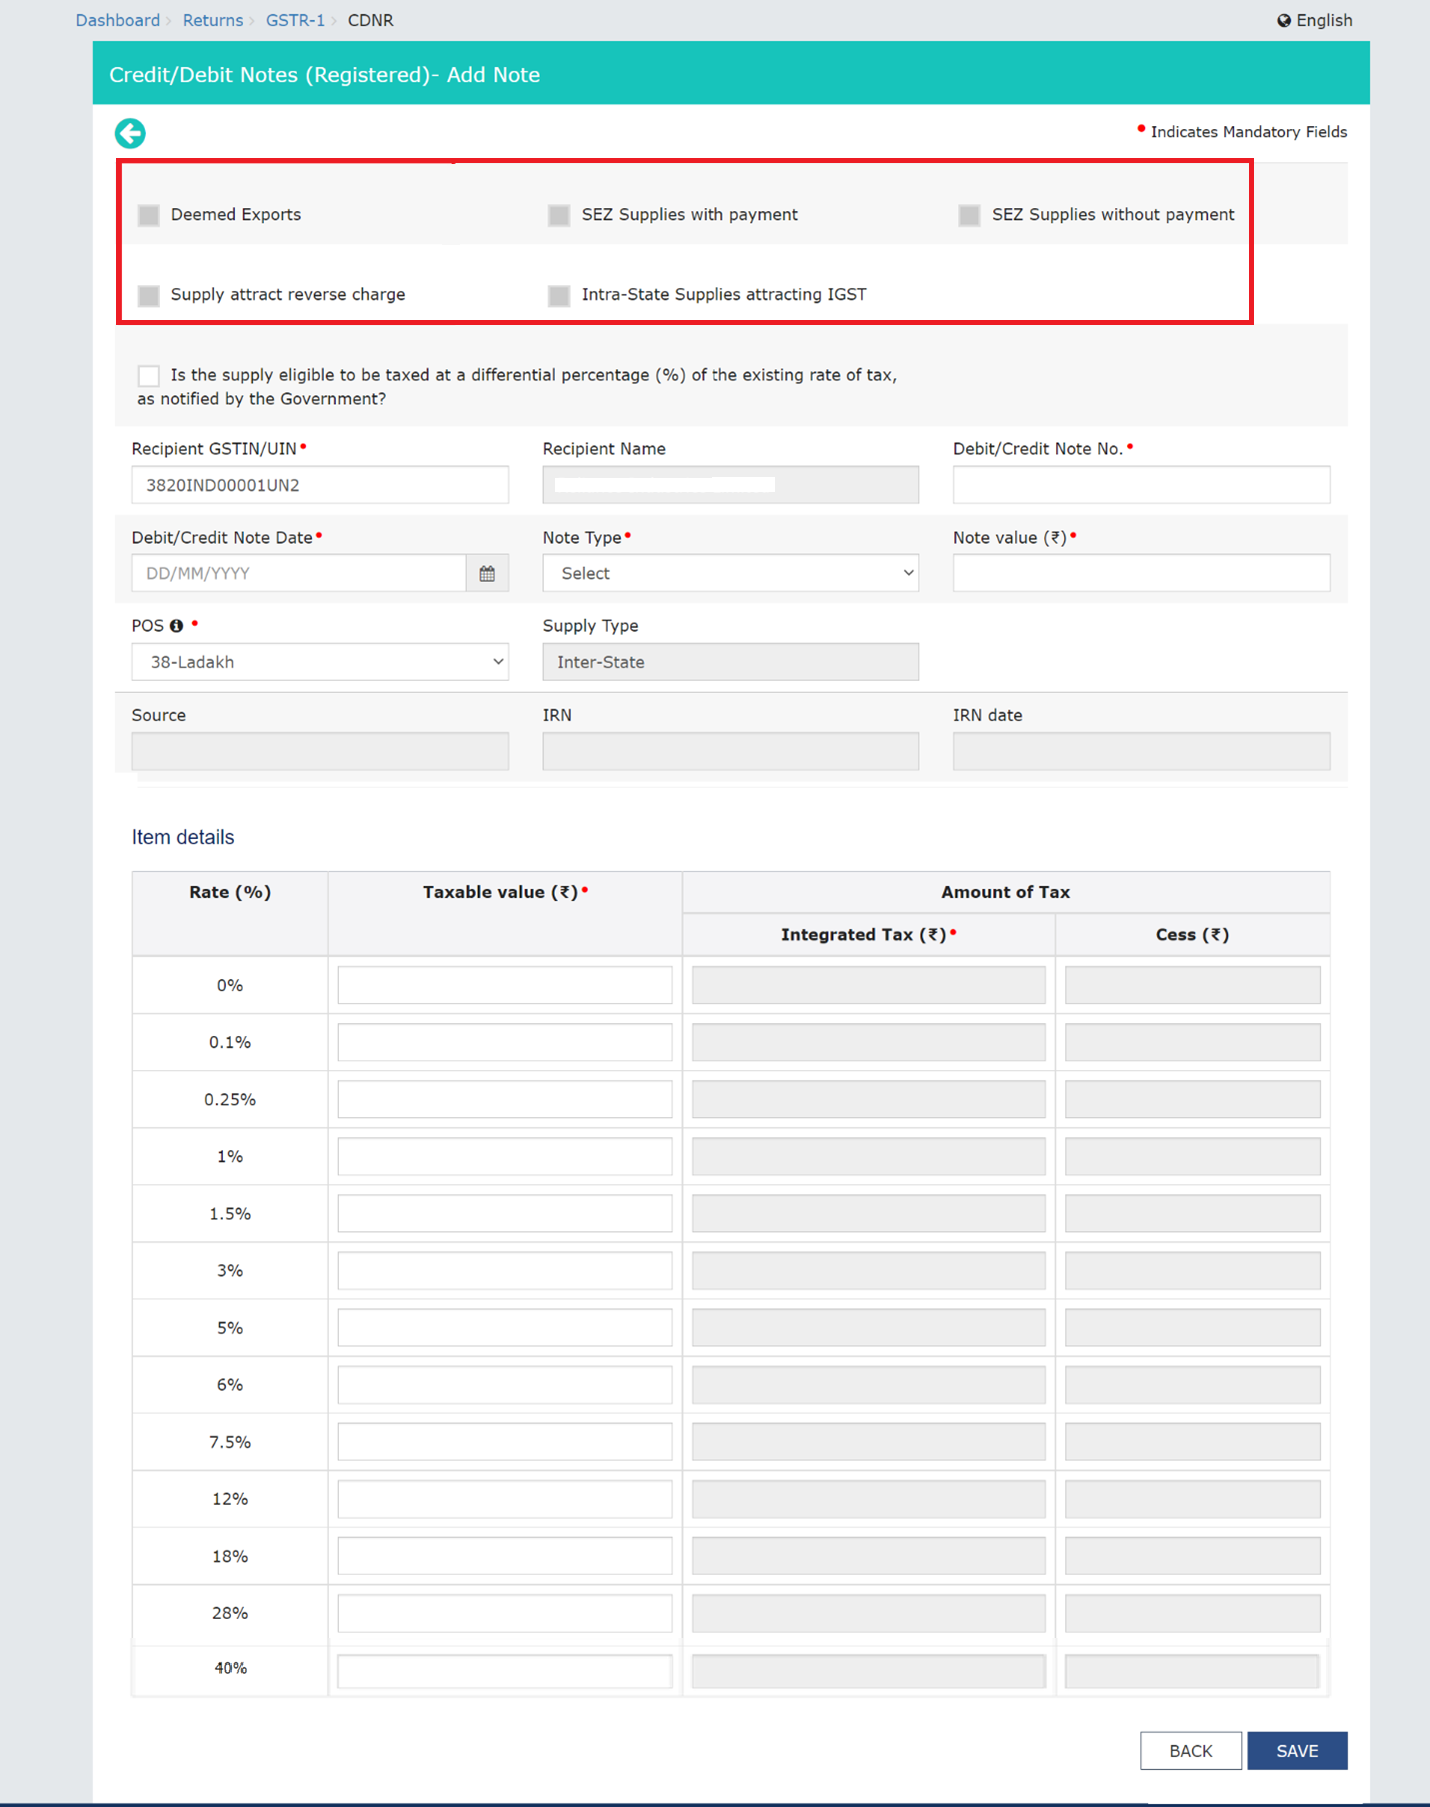 Dashboard > Returns > GSTR-1 > CDNR
English
Credit/Debit Notes (Registered)- Add Note
• Indicates Mandatory Fields
Deemed Exports
SEZ Supplies with payment
SEZ Supplies without payment
Supply attract reverse charge
Intra-State Supplies attracting IGST
Is the supply eligible to be taxed at a differential percentage (%) of the existing rate of tax,
as notified by the Government?
Recipient GSTIN/UIN•
Recipient Name
Debit/Credit Note No.•
3820IND00001UN2
Debit/Credit Note Date•
Note Type•
Note value (₹)•
DD/MM/YYYY
Select
POS •
Supply Type
38-Ladakh
Inter-State
Source
IRN
IRN date
Item details
Rate (%)
Taxable value (₹)•
Amount of Tax
Integrated Tax (₹)•
Cess (₹)
0%
0.1%
0.25%
1%
1.5%
3%
5%
6%
7.5%
12%
18%
28%
40%
BACK
SAVE